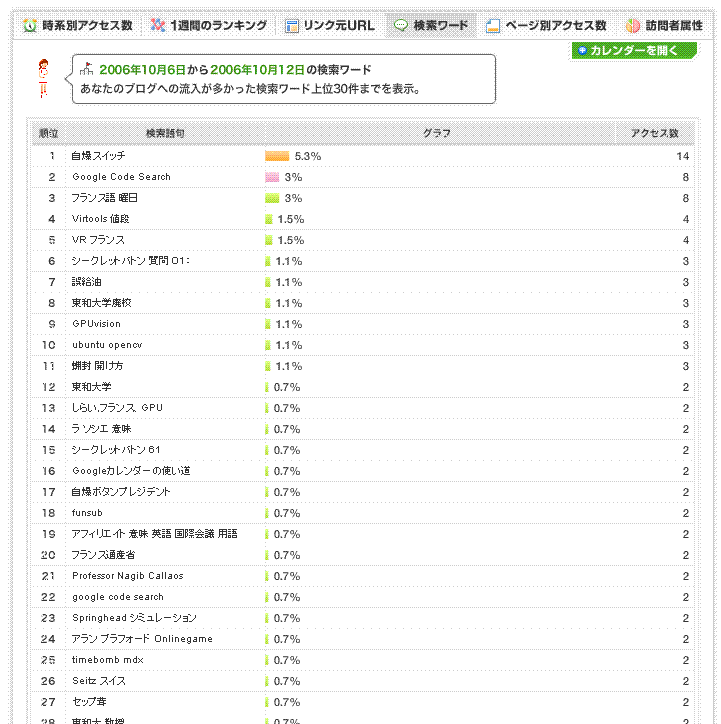 時系別アクセス数 1週間のランキング リンク元URL 検索ワード ページ別アクセス数 訪問者属性
カレンダーを開く
2006年10月6日から2006年10月12日の検索ワード
あなたのブログへの流入が多かった検索ワード上位30件までを表示。
順位 検索語句 グラフ アクセス数
1 自爆スイッチ 5.3% 14
2 Google Code Search 3% 8
3 フランス語 曜日 3% 8
4 Virtools 値段 1.5% 4
5 VR フランス 1.5% 4
6 シークレットバトン 質問 01: 1.1% 3
7 誤給油 1.1% 3
8 東和大学廃校 1.1% 3
9 GPUvision 1.1% 3
10 ubuntu opencv 1.1% 3
11 蝋封 開け方 1.1% 3
12 東和大学 0.7% 2
13 しらい,フランス, GPU 0.7% 2
14 ラ ソシエ 意味 0.7% 2
15 シークレットバトン 61 0.7% 2
16 Googleカレンダーの使い道 0.7% 2
17 自爆ボタンプレジデント 0.7% 2
18 funsub 0.7% 2
19 アフィリエイト 意味 英語 国際会議 用語 0.7% 2
20 フランス通産省 0.7% 2
21 Professor Nagib Callaos 0.7% 2
22 google code search 0.7% 2
23 Springhead シミュレーション 0.7% 2
24 アラン ブラフォード Onlinegame 0.7% 2
25 timebomb mdx 0.7% 2
26 Seitz スイス 0.7% 2
27 セップ茸 0.7% 2
28 東和大 教授 0.7% 2